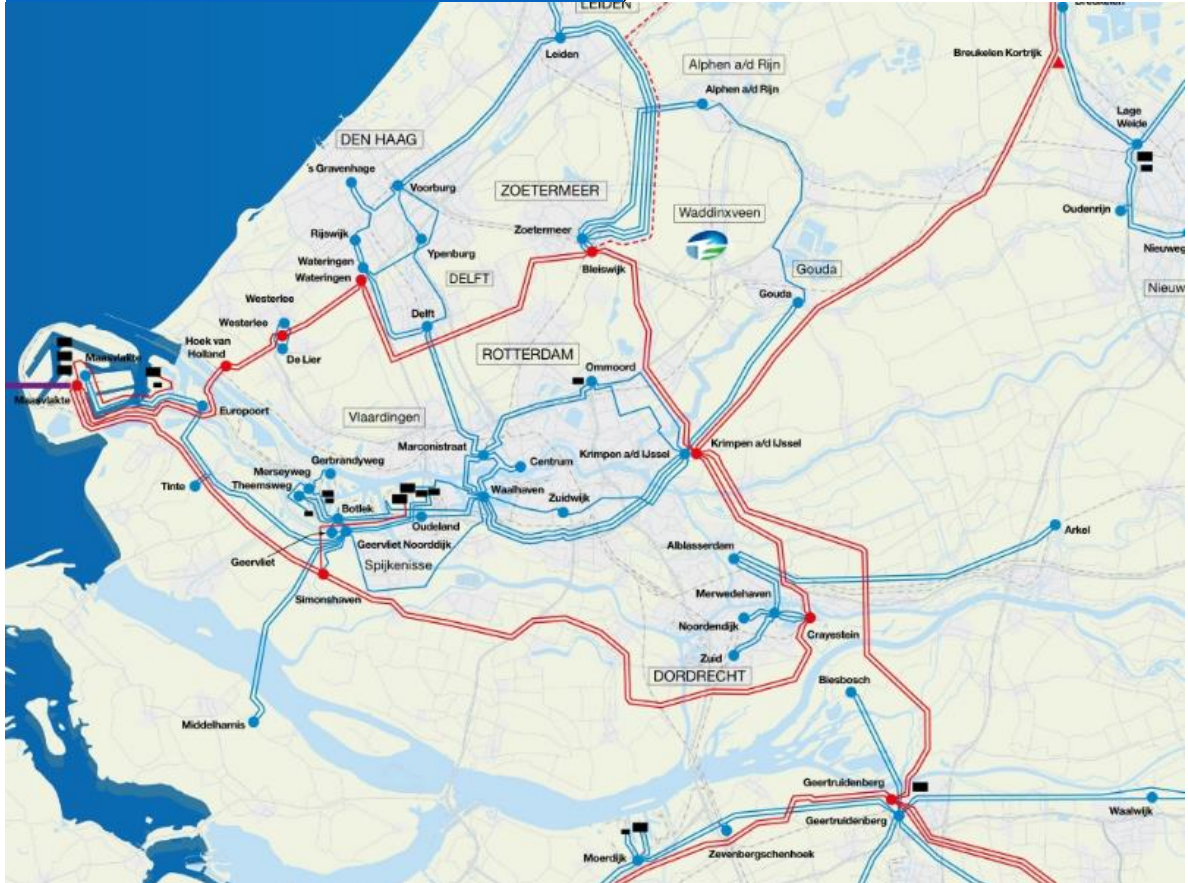 LEIDEN
Breukelen
Leiden
Breukelen Kortrijk
Alphen a/d Rijn
Alphen a/d Rijn
Lage
Weide
DEN HAAG
's Gravenhage
Voorburg
ZOETERMEER
Waddinxveen
Oudenrijn
Zoetermeer
Rijswijk
Ypenburg
Nieuweg
Wateringen
Wateringen
DELFT
Bleiswijk
Gouda
Gouda
Nieuw
Westerlee
Westerlee
Delft
Hoek van
Holland
De Lier
ROTTERDAM
Maasvlakte
Ommoord
Maasvlakte
Europoort
Vlaardingen
Marconistraat
Krimpen a/d IJssel
Krimpen a/d IJssel
Gerbrandyweg
Centrum
Merseyweg
Theemsweg
Tinte
Waalhaven
Zuidwijk
Botlek
Oudeland
Arkel
Geervliet Noorddijk
Geervliet
Spijkenisse
Alblasserdam
Simonshaven
Merwedehaven
Noordendijk
Crayestein
Zuid
DORDRECHT
Biesbosch
Middelharnis
Geertruidenberg
Geertruidenberg
Waalwijk
Moerdijk
Zevenbergschenhoek